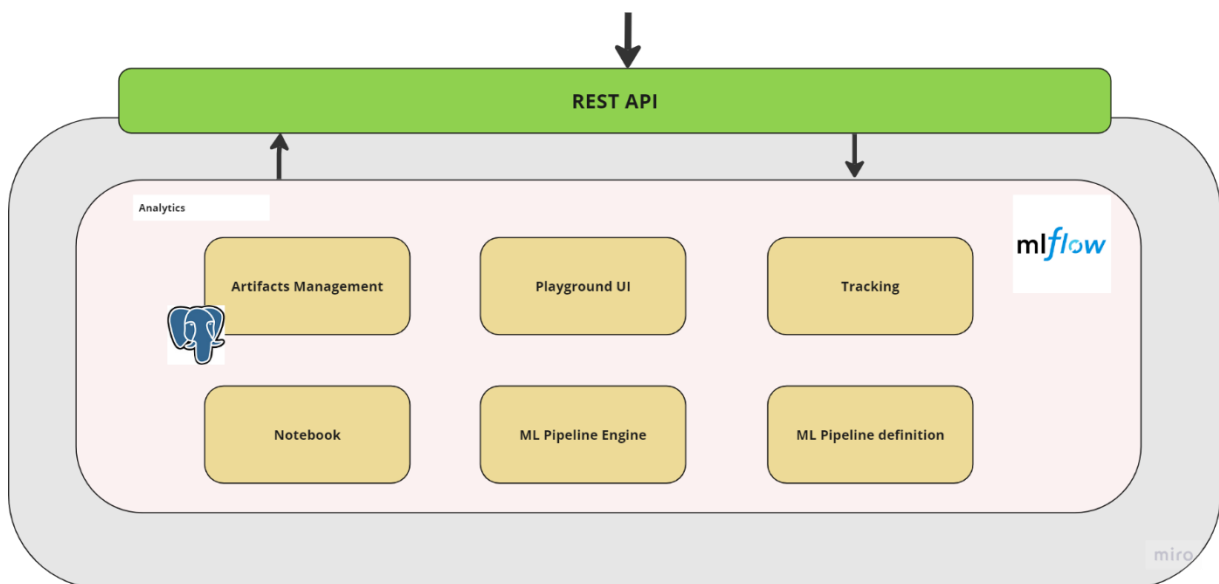 REST API
Analytics
mlflow
Artifacts Management
Playground UI
Tracking
Notebook
ML Pipeline Engine
ML Pipeline definition
miro